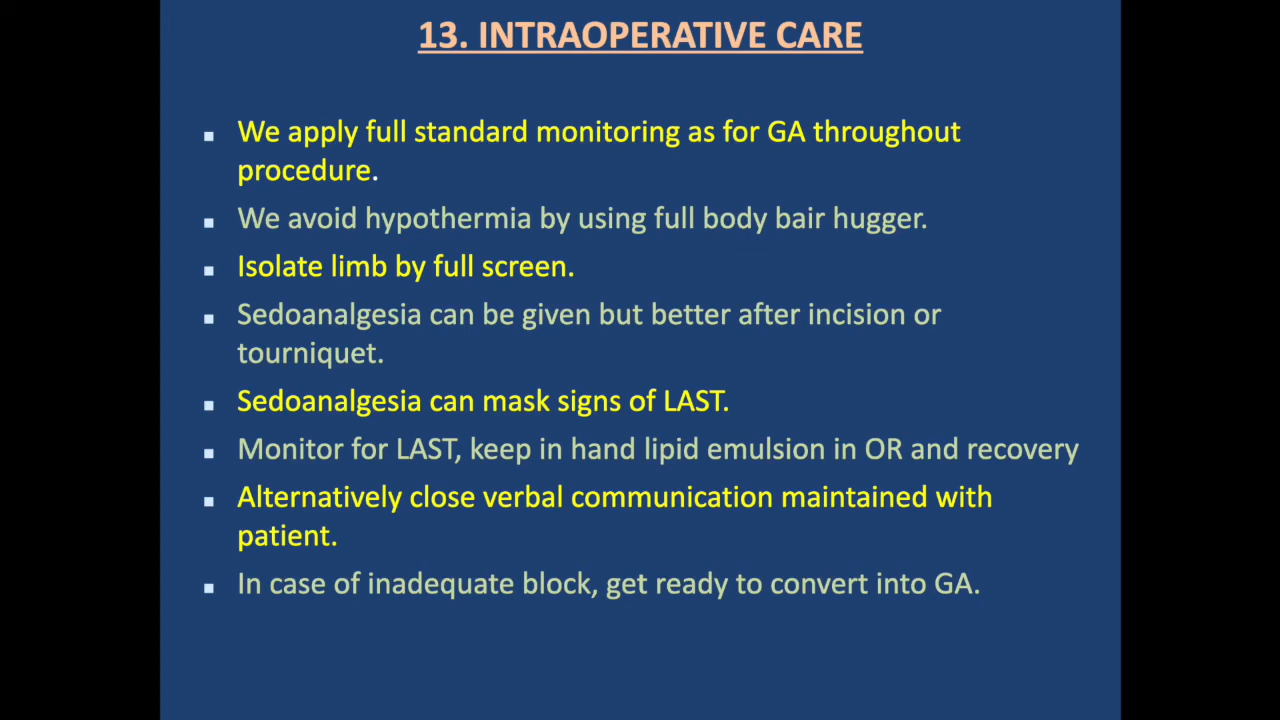 13. INTRAOPERATIVE CARE
We apply full standard monitoring as for GA throughout
procedure.
We avoid hypothermia by using full body bair hugger.
Isolate limb by full screen.
Sedoanalgesia can be given but better after incision or
tourniquet.
Sedoanalgesia can mask signs of LAST.
Monitor for LAST, keep in hand lipid emulsion in OR and recovery
Alternatively close verbal communication maintained with
patient.
In case of inadequate block, get ready to convert into GA.